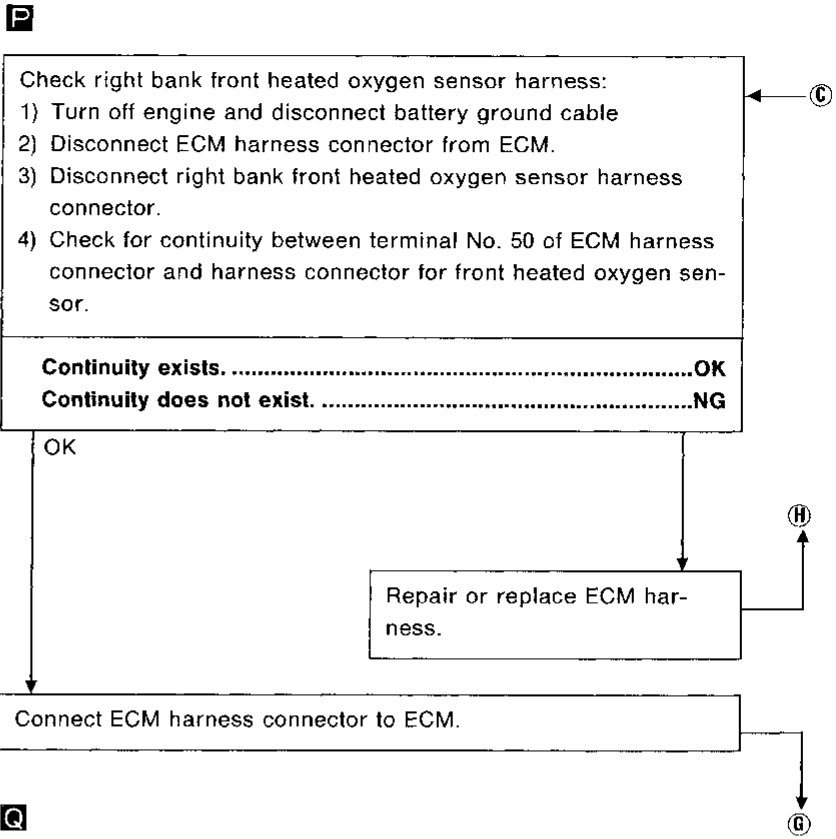 P
Check right bank front heated oxygen sensor harness:
C
1) Turn off engine and disconnect battery ground cable
2) Disconnect ECM harness connector from ECM.
3) Disconnect right bank front heated oxygen sensor harness
connector.
4) Check for continuity between terminal No. 50 of ECM harness
connector and harness connector for front heated oxygen sen-
sor.
Continuity exists. ..................................................................OK
Continuity does not exist. .....................................................NG
OK
H
Repair or replace ECM har-
ness.
Connect ECM harness connector to ECM.
Q
G